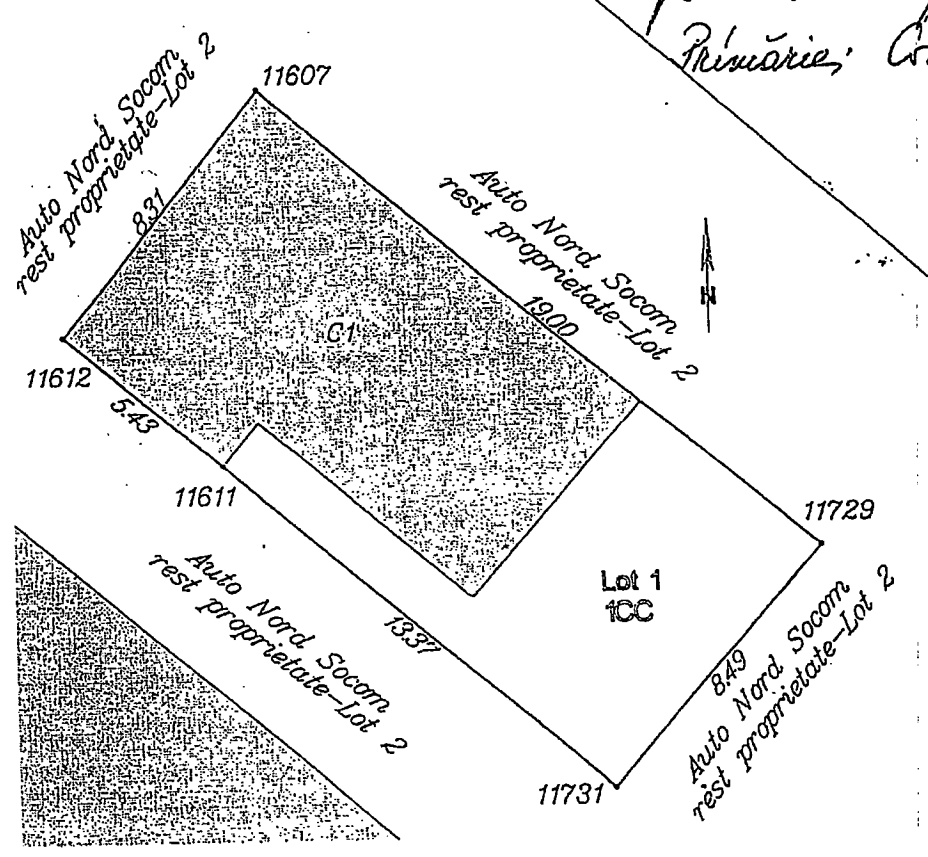 Primărie;
11607
Auto Nord Socom
rest proprietate-Lot 2
8.31
Auto Nord Socom
rest proprietate-Lot 2
19.00
N
C1
11612
5.43
11611
11729
Lot 1
1CC
Auto Nord Socom
rest proprietate-Lot 2
13.37
8.49
Auto Nord Socom
rest proprietate-Lot 2
11731